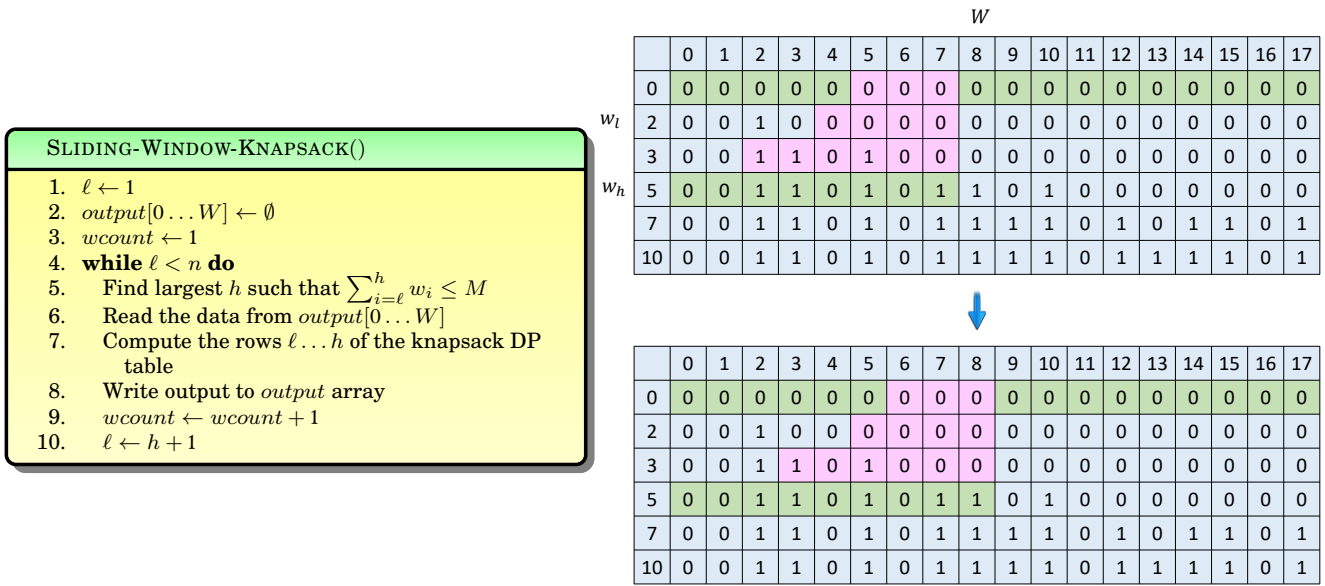 SLIDING-WINDOW-KNAPSACK()
1. ℓ ← 1
2. output[0 … W] ← ∅
3. wcount ← 1
4. while ℓ < n do
5. Find largest h such that ∑_{i=ℓ}^{h} w_i ≤ M
6. Read the data from output[0 … W]
7. Compute the rows ℓ … h of the knapsack DP
table
8. Write output to output array
9. wcount ← wcount + 1
10. ℓ ← h + 1
W
0 1 2 3 4 5 6 7 8 9 10 11 12 13 14 15 16 17
0 0 0 0 0 0 0 0 0 0 0 0 0 0 0 0 0 0 0
w_l 2 0 0 1 0 0 0 0 0 0 0 0 0 0 0 0 0 0 0
3 0 0 1 1 0 1 0 0 0 0 0 0 0 0 0 0 0 0
w_h 5 0 0 1 1 0 1 0 1 1 0 1 0 0 0 0 0 0 0
7 0 0 1 1 0 1 0 1 1 1 1 0 1 0 1 1 0 1
10 0 0 1 1 0 1 0 1 1 1 1 0 1 1 1 1 0 1
0 1 2 3 4 5 6 7 8 9 10 11 12 13 14 15 16 17
0 0 0 0 0 0 0 0 0 0 0 0 0 0 0 0 0 0 0
2 0 0 1 0 0 0 0 0 0 0 0 0 0 0 0 0 0 0
3 0 0 1 1 0 1 0 0 0 0 0 0 0 0 0 0 0 0
5 0 0 1 1 0 1 0 1 1 0 1 0 0 0 0 0 0 0
7 0 0 1 1 0 1 0 1 1 1 1 0 1 0 1 1 0 1
10 0 0 1 1 0 1 0 1 1 1 1 0 1 1 1 1 0 1